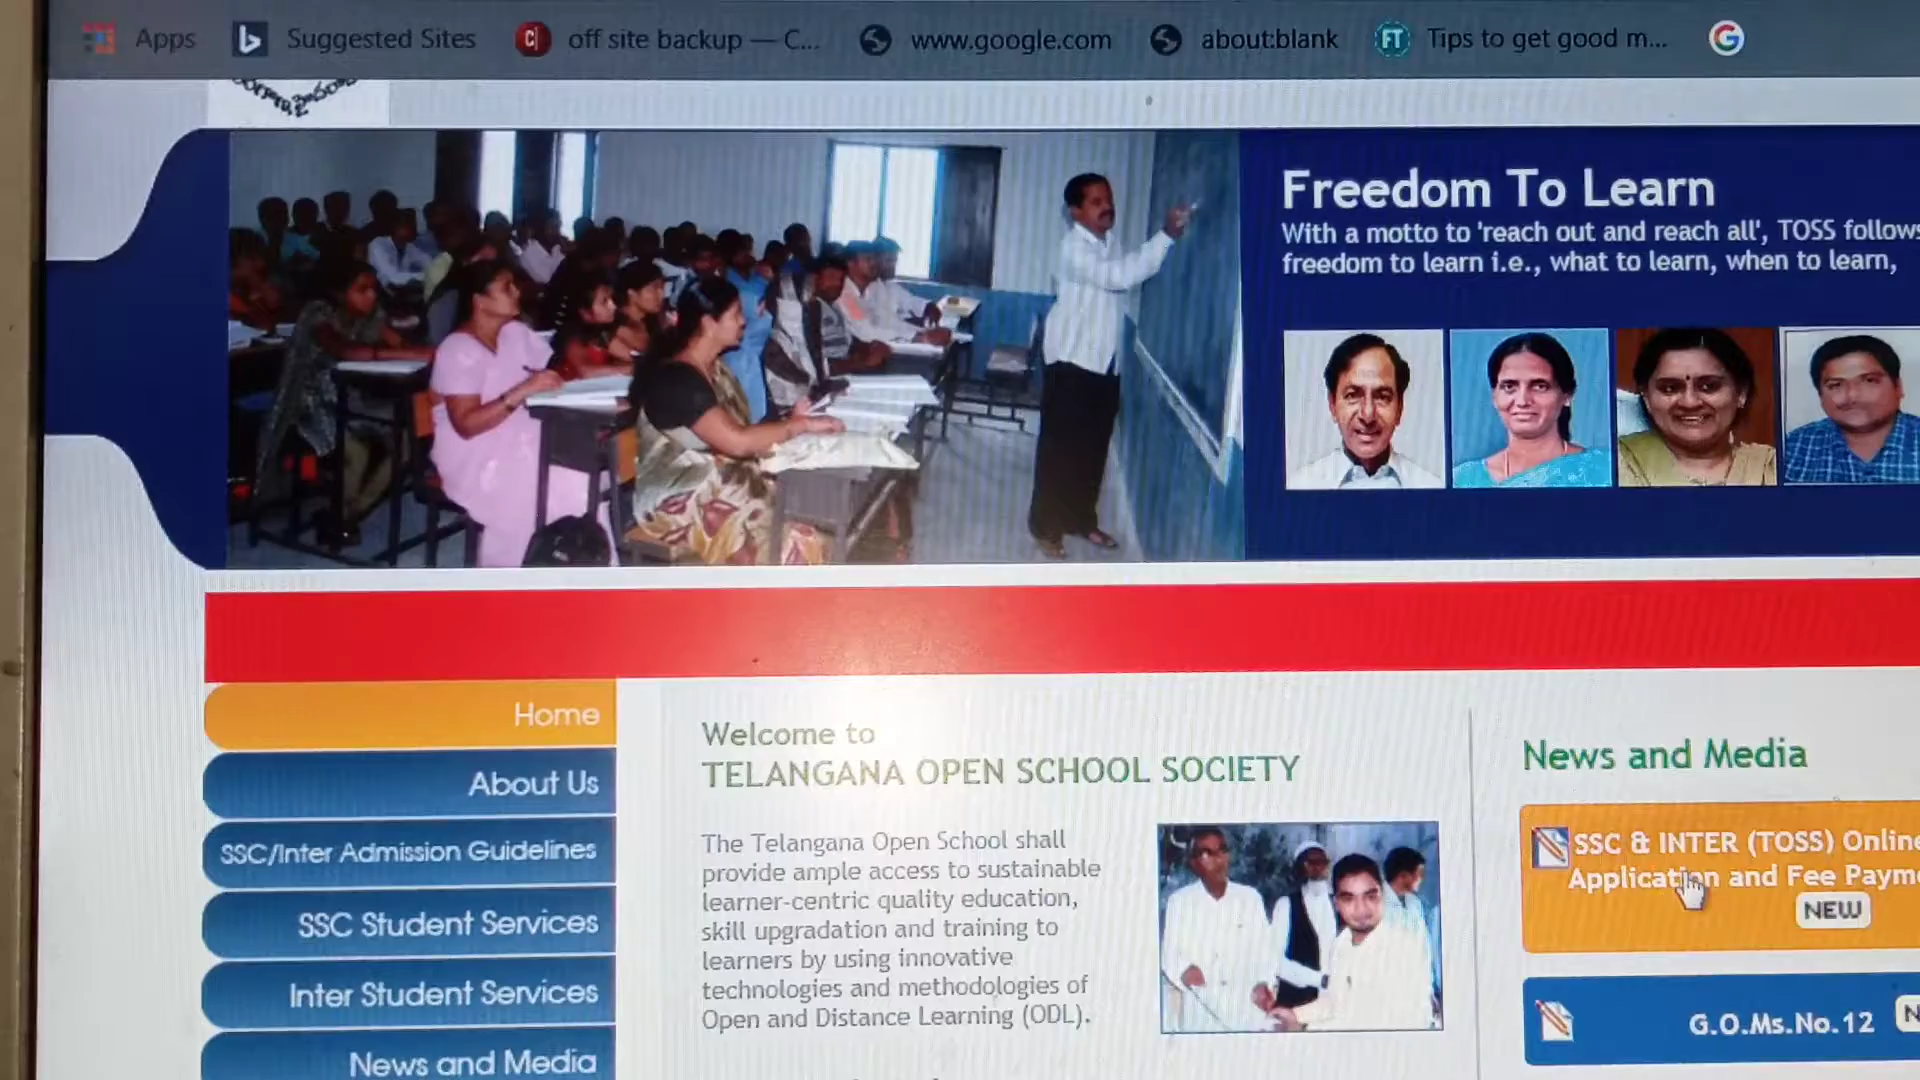 Apps
Suggested Sites
off site backup — C...
www.google.com
about:blank
FT
Tips to get good m...
Freedom To Learn
With a motto to 'reach out and reach all', TOSS follows
freedom to learn i.e., what to learn, when to learn,
Home
About Us
SSC/Inter Admission Guidelines
SSC Student Services
Inter Student Services
News and Media
Welcome to
TELANGANA OPEN SCHOOL SOCIETY
The Telangana Open School shall
provide ample access to sustainable
learner-centric quality education,
skill upgradation and training to
learners by using innovative
technologies and methodologies of
Open and Distance Learning (ODL).
News and Media
SSC & INTER (TOSS) Online
Application and Fee Payme
NEW
G.O.Ms.No.12
N